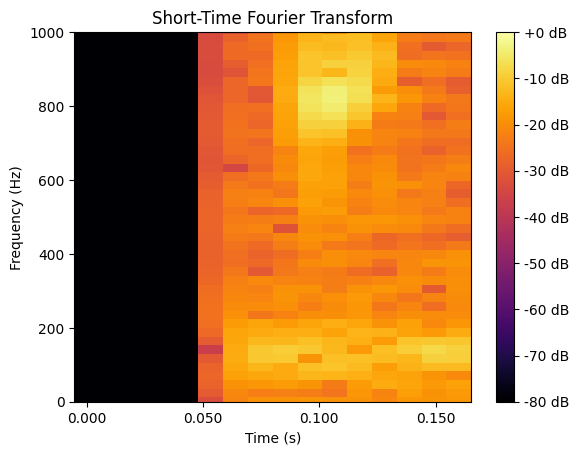 Short-Time Fourier Transform
1000
800
600
400
200
0
Frequency (Hz)
0.000
0.050
0.100
0.150
Time (s)
+0 dB
-10 dB
-20 dB
-30 dB
-40 dB
-50 dB
-60 dB
-70 dB
-80 dB